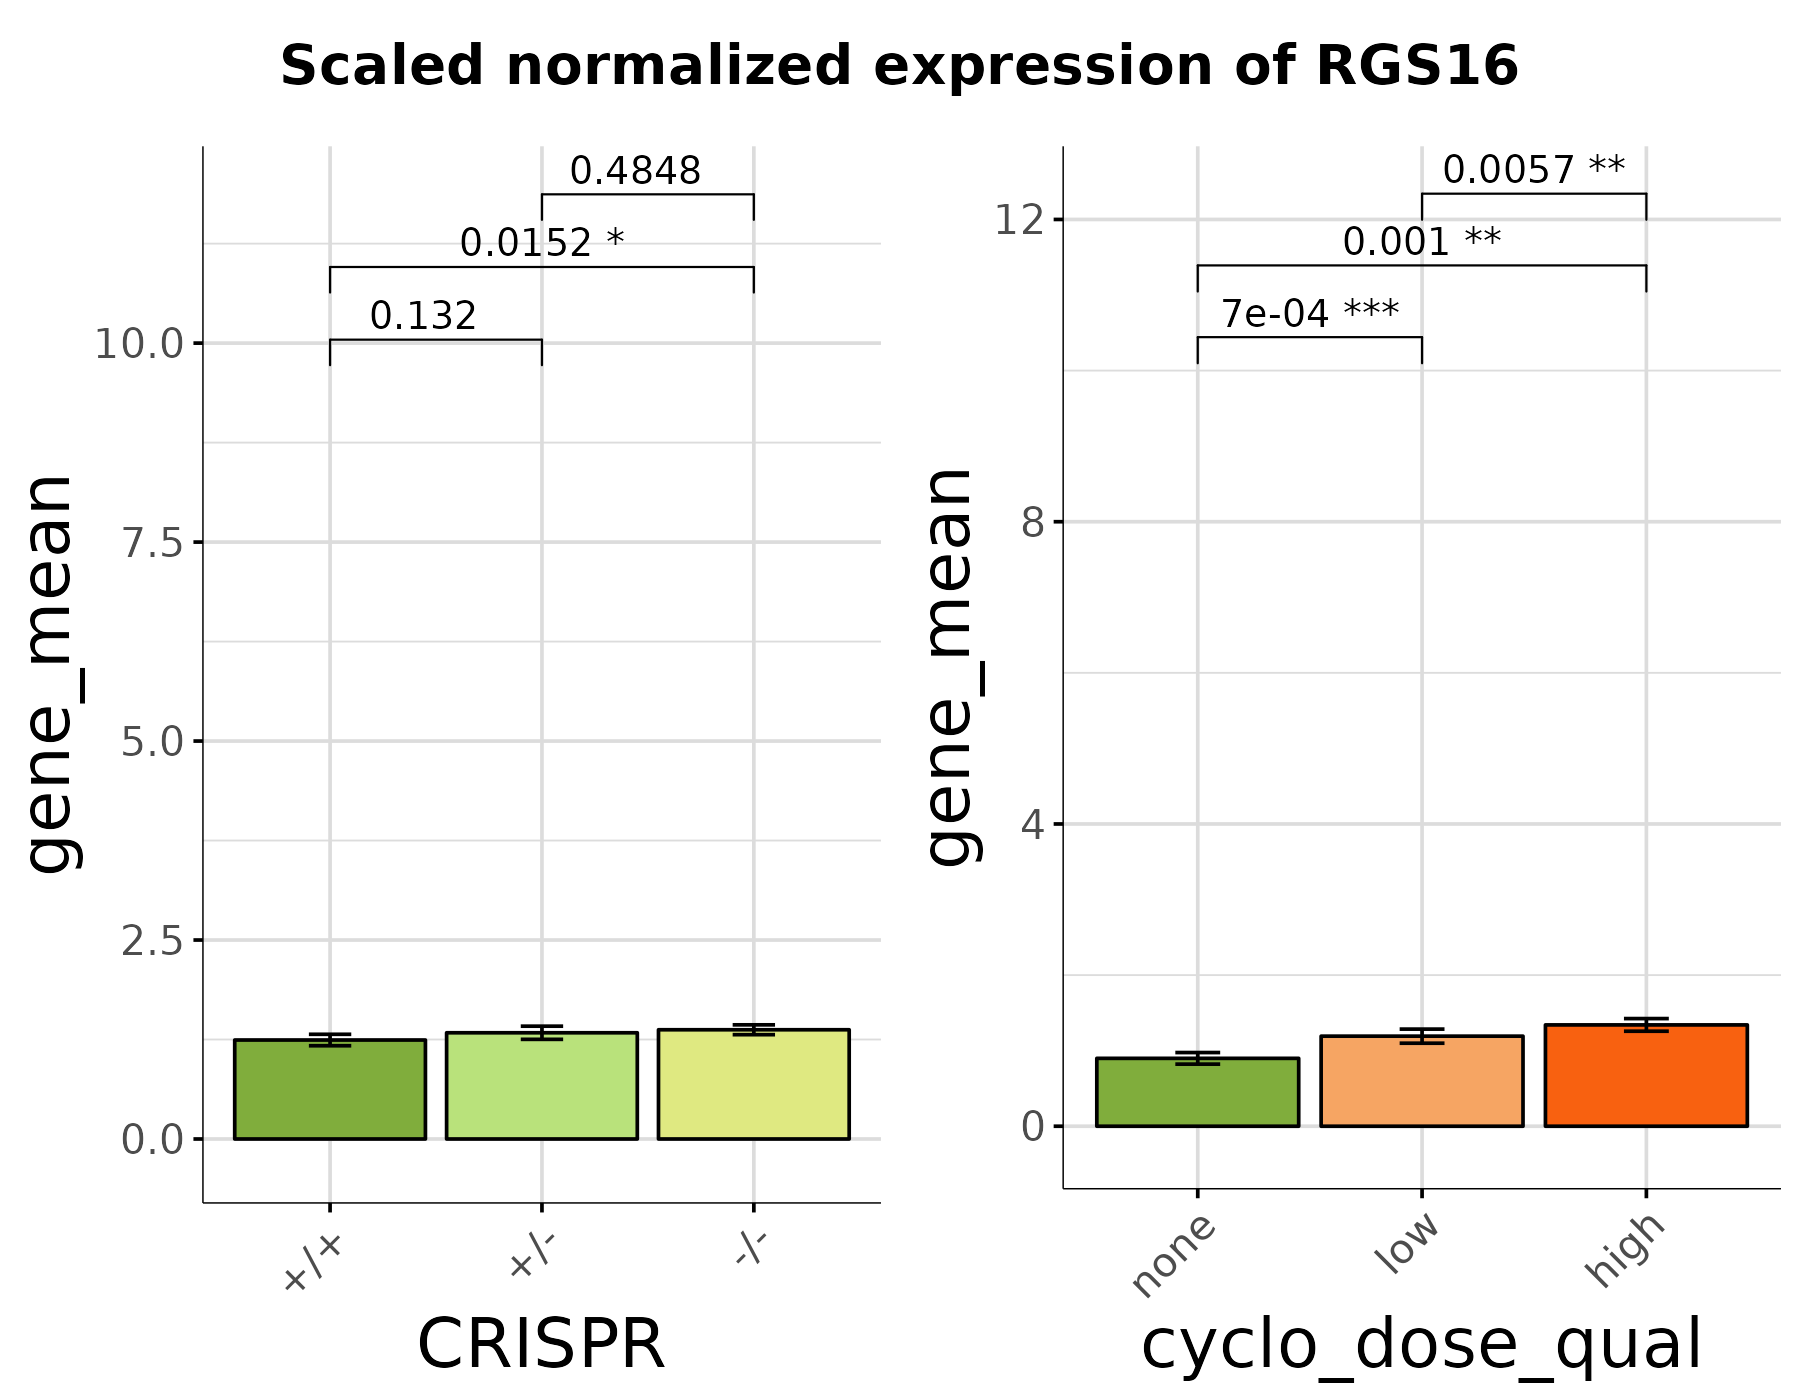 Scaled normalized expression of RGS16
0.4848
0.0152 *
0.132
10.0
7.5
5.0
2.5
0.0
gene_mean
+/+
+/-
-/-
CRISPR
0.0057 **
0.001 **
7e-04 ***
12
8
4
0
gene_mean
none
low
high
cyclo_dose_qual